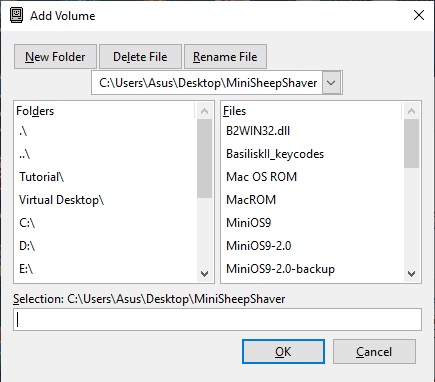 Add Volume
New Folder
Delete File
Rename File
C:\Users\Asus\Desktop\MiniSheepShaver
Folders
.\
..\
Tutorial\
Virtual Desktop\
C:\
D:\
E:\
Files
B2WIN32.dll
BasiliskII_keycodes
Mac OS ROM
MacROM
MiniOS9
MiniOS9-2.0
MiniOS9-2.0-backup
Selection: C:\Users\Asus\Desktop\MiniSheepShaver
OK
Cancel